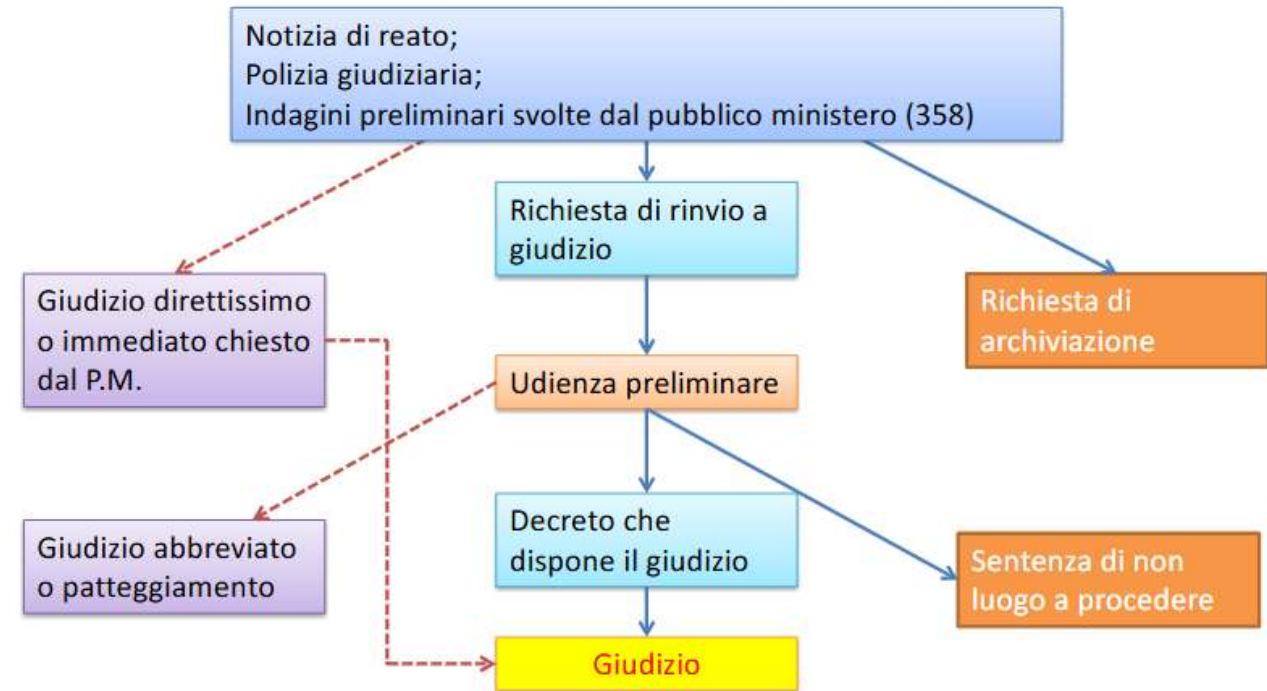 Notizia di reato;
Polizia giudiziaria;
Indagini preliminari svolte dal pubblico ministero (358)
Richiesta di rinvio a
giudizio
Giudizio direttissimo
o immediato chiesto
dal P.M.
Richiesta di
archiviazione
Udienza preliminare
Giudizio abbreviato
o patteggiamento
Decreto che
dispone il giudizio
Sentenza di non
luogo a procedere
Giudizio